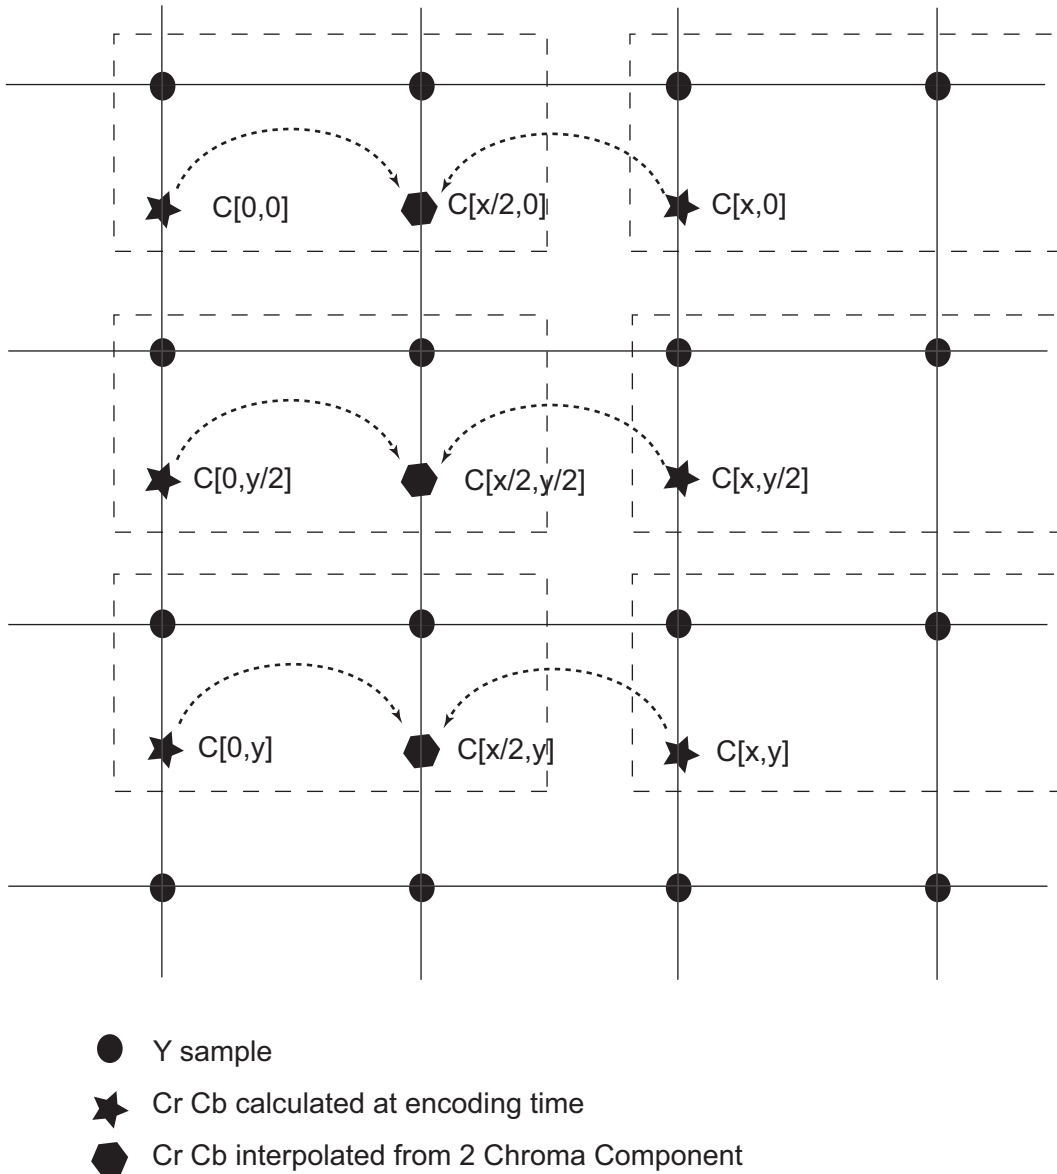 C[0,0] C[x/2,0] C[x,0]
C[0,y/2] C[x/2,y/2] C[x,y/2]
C[0,y] C[x/2,y] C[x,y]
Y sample
Cr Cb calculated at encoding time
Cr Cb interpolated from 2 Chroma Component